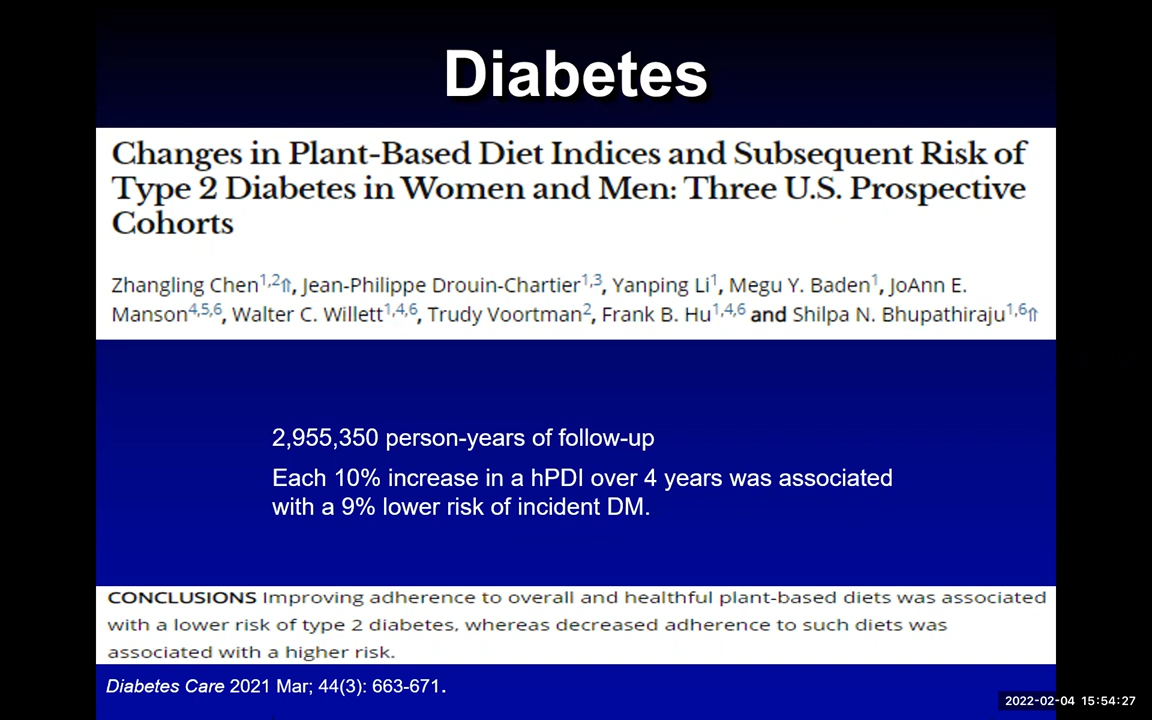 Diabetes
Changes in Plant-Based Diet Indices and Subsequent Risk of
Type 2 Diabetes in Women and Men: Three U.S. Prospective
Cohorts
Zhangling Chen1,2⇑, Jean-Philippe Drouin-Chartier1,3, Yanping Li1, Megu Y. Baden1, JoAnn E.
Manson4,5,6, Walter C. Willett1,4,6, Trudy Voortman2, Frank B. Hu1,4,6 and Shilpa N. Bhupathiraju1,6⇑
2,955,350 person-years of follow-up
Each 10% increase in a hPDI over 4 years was associated
with a 9% lower risk of incident DM.
CONCLUSIONS Improving adherence to overall and healthful plant-based diets was associated
with a lower risk of type 2 diabetes, whereas decreased adherence to such diets was
associated with a higher risk.
Diabetes Care 2021 Mar; 44(3): 663-671.
2022-02-04 15:54:27